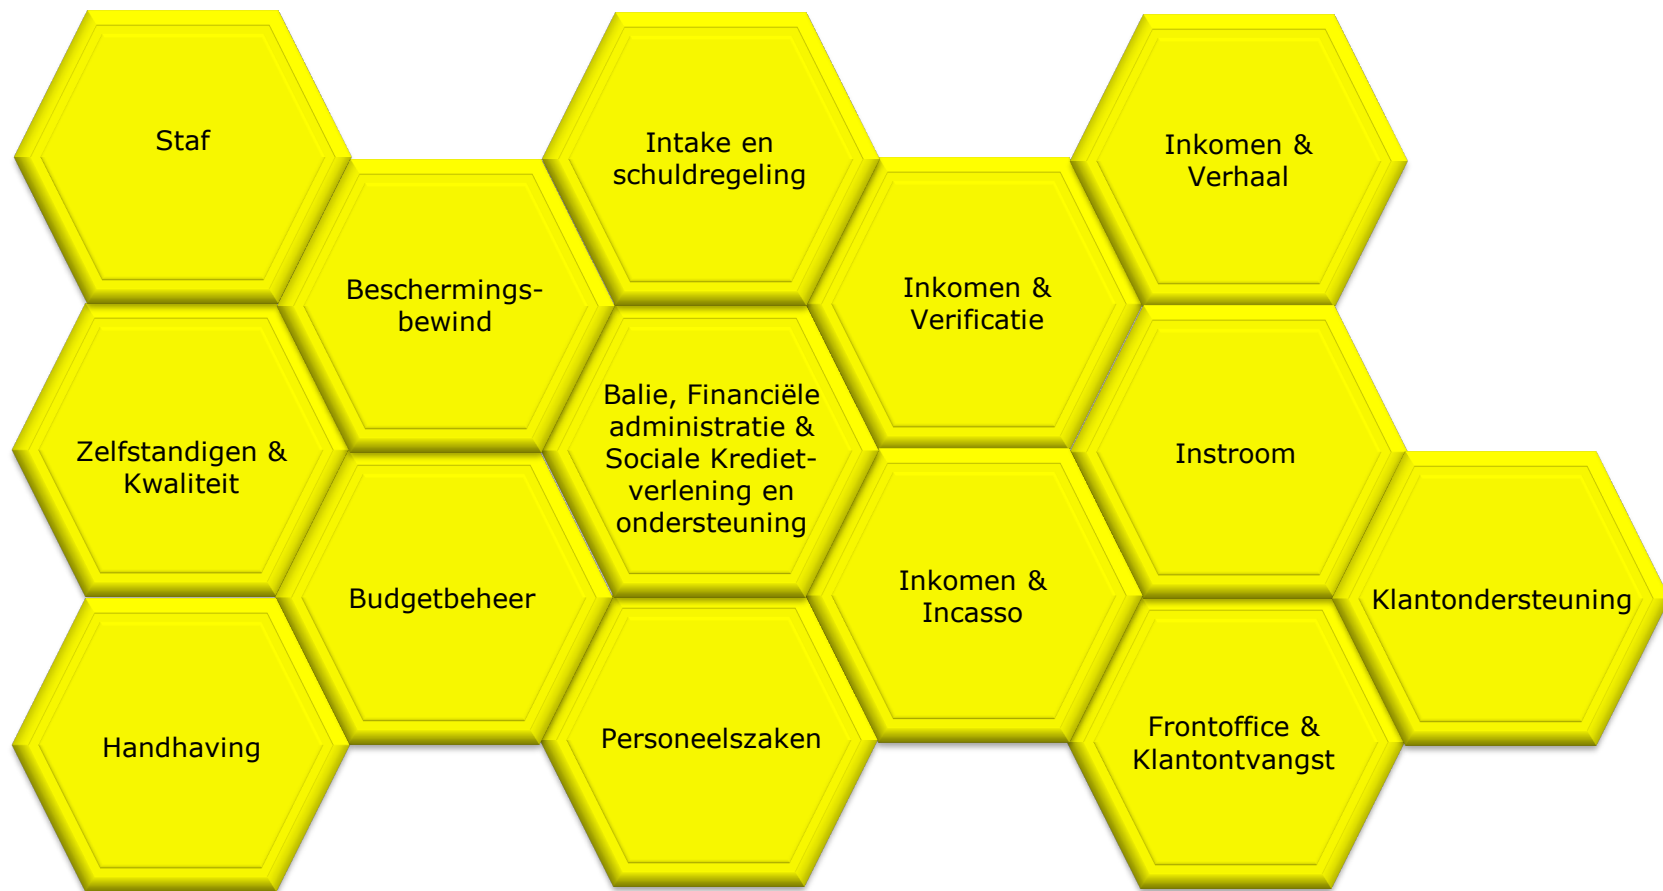 Staf
Intake en
schuldregeling
Inkomen &
Verhaal
Beschermings-
bewind
Inkomen &
Verificatie
Zelfstandigen &
Kwaliteit
Balie, Financiële
administratie &
Sociale Krediet-
verlening en
ondersteuning
Instroom
Budgetbeheer
Inkomen &
Incasso
Klantondersteuning
Handhaving
Personeelszaken
Frontoffice &
Klantontvangst